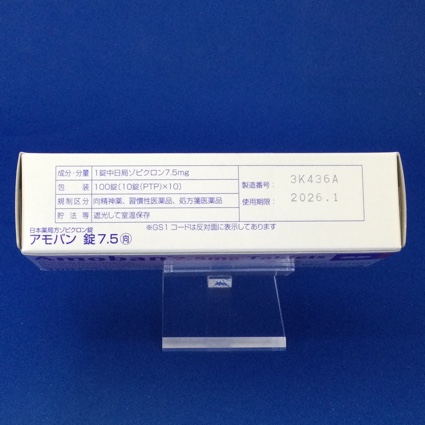 成分・分量 1錠中日局ゾピクロン7.5mg
包装 100錠(10錠(PTP)×10)
規制区分 向精神薬、習慣性医薬品、処方箋医薬品
貯法等 遮光して室温保存
製造番号: 3K436A
使用期限: 2026.1
※GS1コードは反対面に表示してあります
日本薬局方ゾピクロン錠
アモバン 錠7.5 向
Amoban 7.5mg Tablets